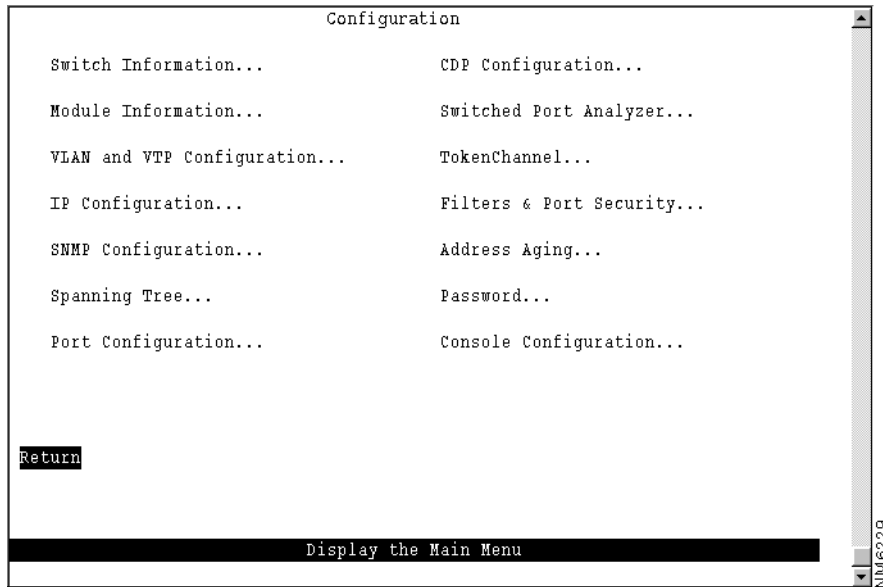 Configuration
Switch Information... CDP Configuration...
Module Information... Switched Port Analyzer...
VLAN and VTP Configuration... TokenChannel...
IP Configuration... Filters & Port Security...
SNMP Configuration... Address Aging...
Spanning Tree... Password...
Port Configuration... Console Configuration...
Return
Display the Main Menu